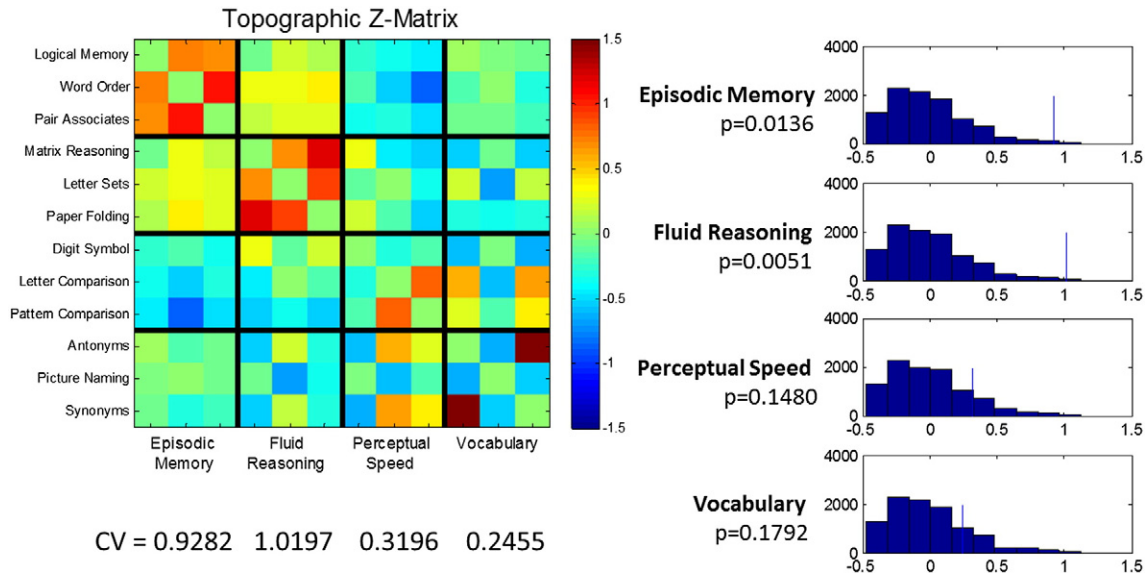 Topographic Z-Matrix
Logical Memory
Word Order
Pair Associates
Matrix Reasoning
Letter Sets
Paper Folding
Digit Symbol
Letter Comparison
Pattern Comparison
Antonyms
Picture Naming
Synonyms
Episodic Memory
Fluid Reasoning
Perceptual Speed
Vocabulary
1.5
1
0.5
0
-0.5
-1
-1.5
CV = 0.9282 1.0197 0.3196 0.2455
Episodic Memory
p=0.0136
4000
2000
0
-0.5 0 0.5 1 1.5
Fluid Reasoning
p=0.0051
4000
2000
0
-0.5 0 0.5 1 1.5
Perceptual Speed
p=0.1480
4000
2000
0
-0.5 0 0.5 1 1.5
Vocabulary
p=0.1792
4000
2000
0
-0.5 0 0.5 1 1.5